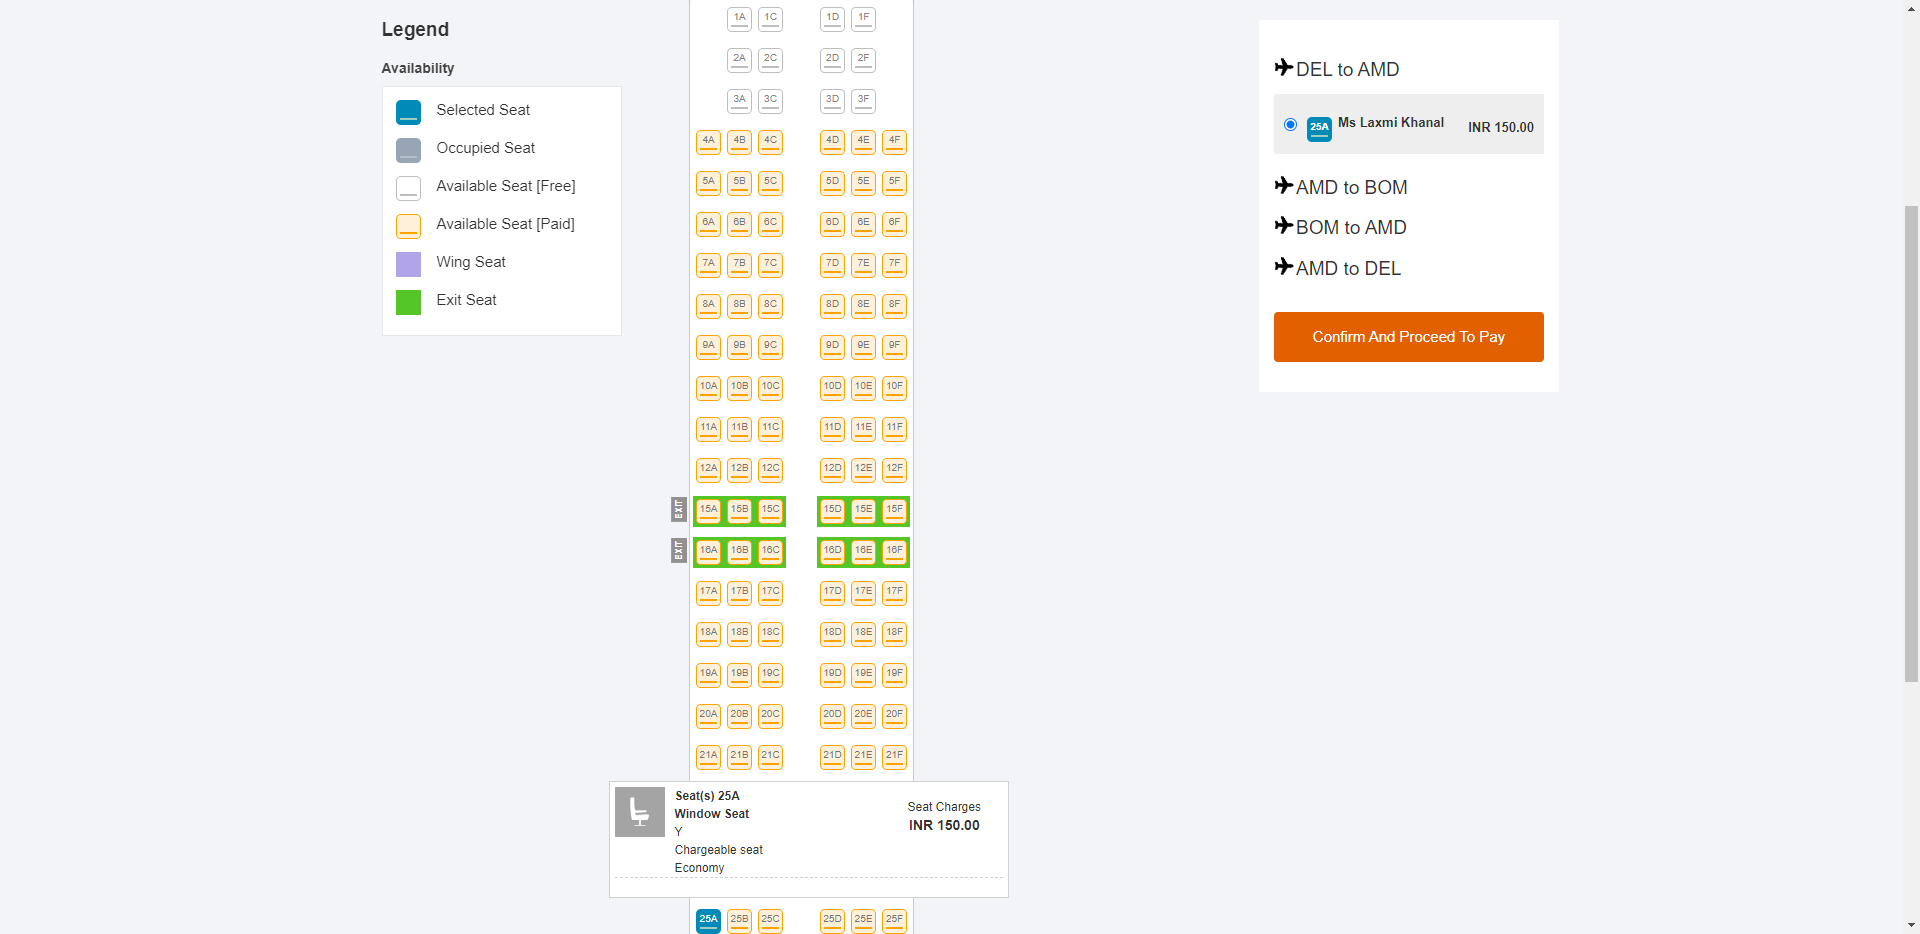 Legend
Availability
Selected Seat
Occupied Seat
Available Seat [Free]
Available Seat [Paid]
Wing Seat
Exit Seat
1A 1C 1D 1F
2A 2C 2D 2F
3A 3C 3D 3F
4A 4B 4C 4D 4E 4F
5A 5B 5C 5D 5E 5F
6A 6B 6C 6D 6E 6F
7A 7B 7C 7D 7E 7F
8A 8B 8C 8D 8E 8F
9A 9B 9C 9D 9E 9F
10A 10B 10C 10D 10E 10F
11A 11B 11C 11D 11E 11F
12A 12B 12C 12D 12E 12F
EXIT 15A 15B 15C 15D 15E 15F
EXIT 16A 16B 16C 16D 16E 16F
17A 17B 17C 17D 17E 17F
18A 18B 18C 18D 18E 18F
19A 19B 19C 19D 19E 19F
20A 20B 20C 20D 20E 20F
21A 21B 21C 21D 21E 21F
Seat(s) 25A
Window Seat
Y
Chargeable seat
Economy
Seat Charges
INR 150.00
25A 25B 25C 25D 25E 25F
DEL to AMD
25A Ms Laxmi Khanal INR 150.00
AMD to BOM
BOM to AMD
AMD to DEL
Confirm And Proceed To Pay